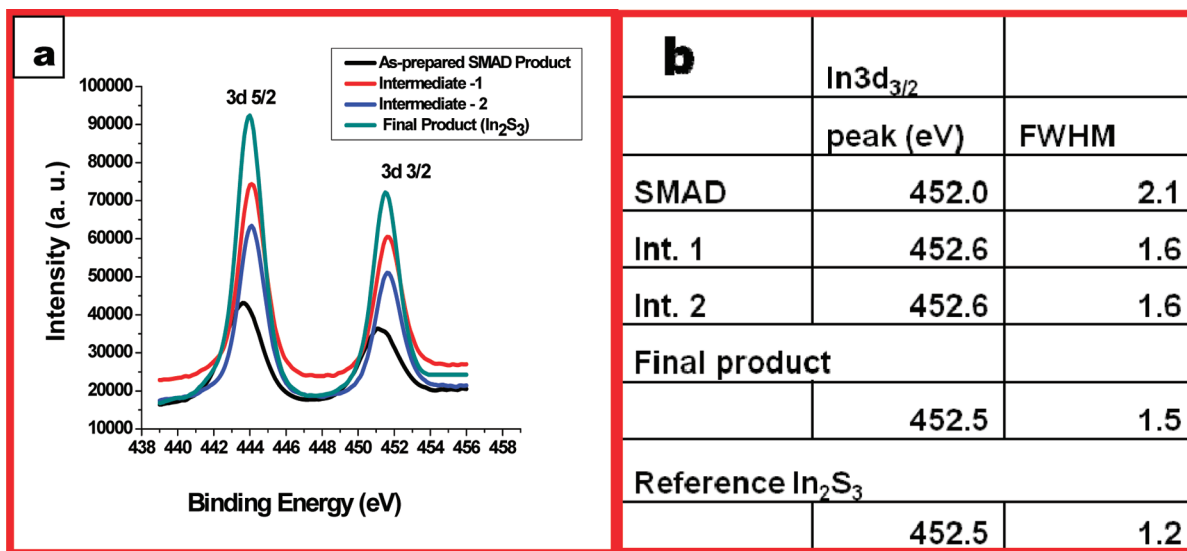 a
As-prepared SMAD Product
Intermediate -1
Intermediate - 2
Final Product (In₂S₃)
3d 5/2
3d 3/2
Intensity (a. u.)
100000
90000
80000
70000
60000
50000
40000
30000
20000
10000
438 440 442 444 446 448 450 452 454 456 458
Binding Energy (eV)
b
In3d₃/₂
peak (eV) FWHM
SMAD 452.0 2.1
Int. 1 452.6 1.6
Int. 2 452.6 1.6
Final product
452.5 1.5
Reference In₂S₃
452.5 1.2